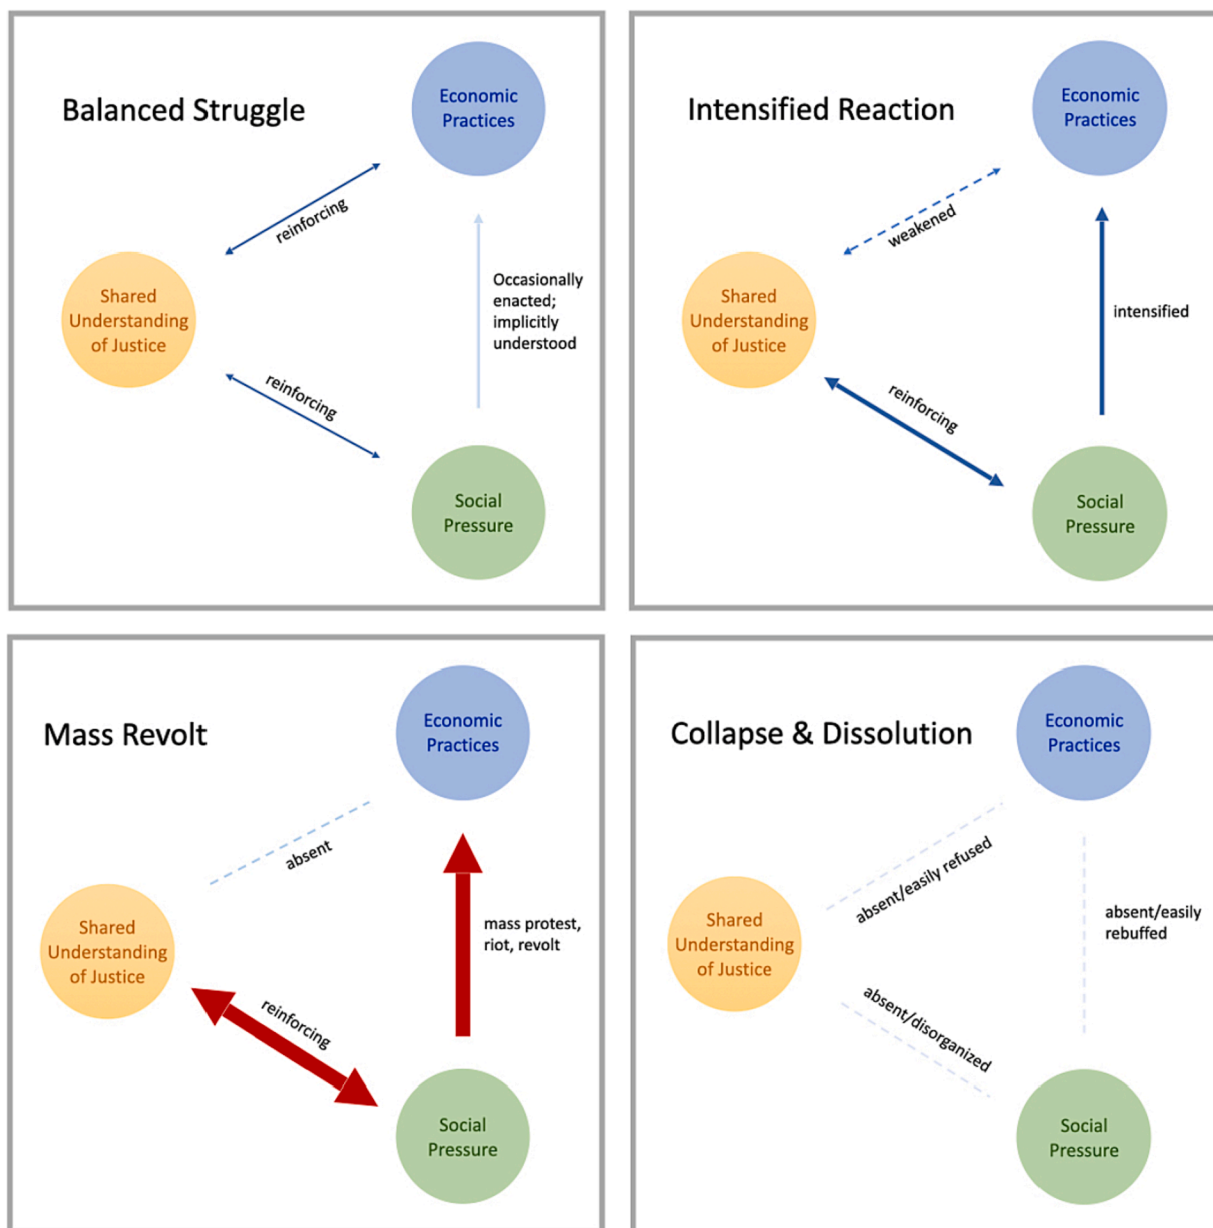 Balanced Struggle
Economic
Practices
reinforcing
Shared
Understanding
of Justice
Occasionally
enacted;
implicitly
understood
reinforcing
Social
Pressure
Intensified Reaction
Economic
Practices
weakened
Shared
Understanding
of Justice
intensified
reinforcing
Social
Pressure
Mass Revolt
Economic
Practices
absent
Shared
Understanding
of Justice
mass protest,
riot, revolt
reinforcing
Social
Pressure
Collapse & Dissolution
Economic
Practices
absent/easily refused
Shared
Understanding
of Justice
absent/easily
rebuffed
absent/disorganized
Social
Pressure